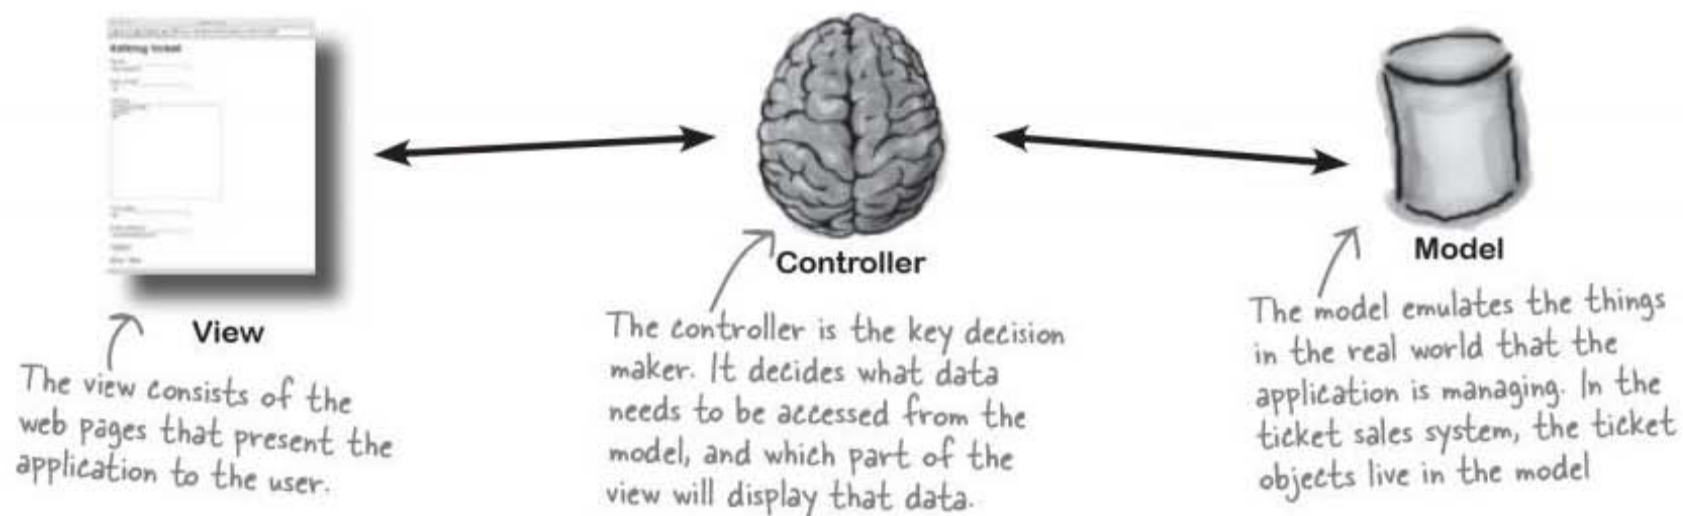 Editing ticket
View
The view consists of the
web pages that present the
application to the user.
Controller
The controller is the key decision
maker. It decides what data
needs to be accessed from the
model, and which part of the
view will display that data.
Model
The model emulates the things
in the real world that the
application is managing. In the
ticket sales system, the ticket
objects live in the model